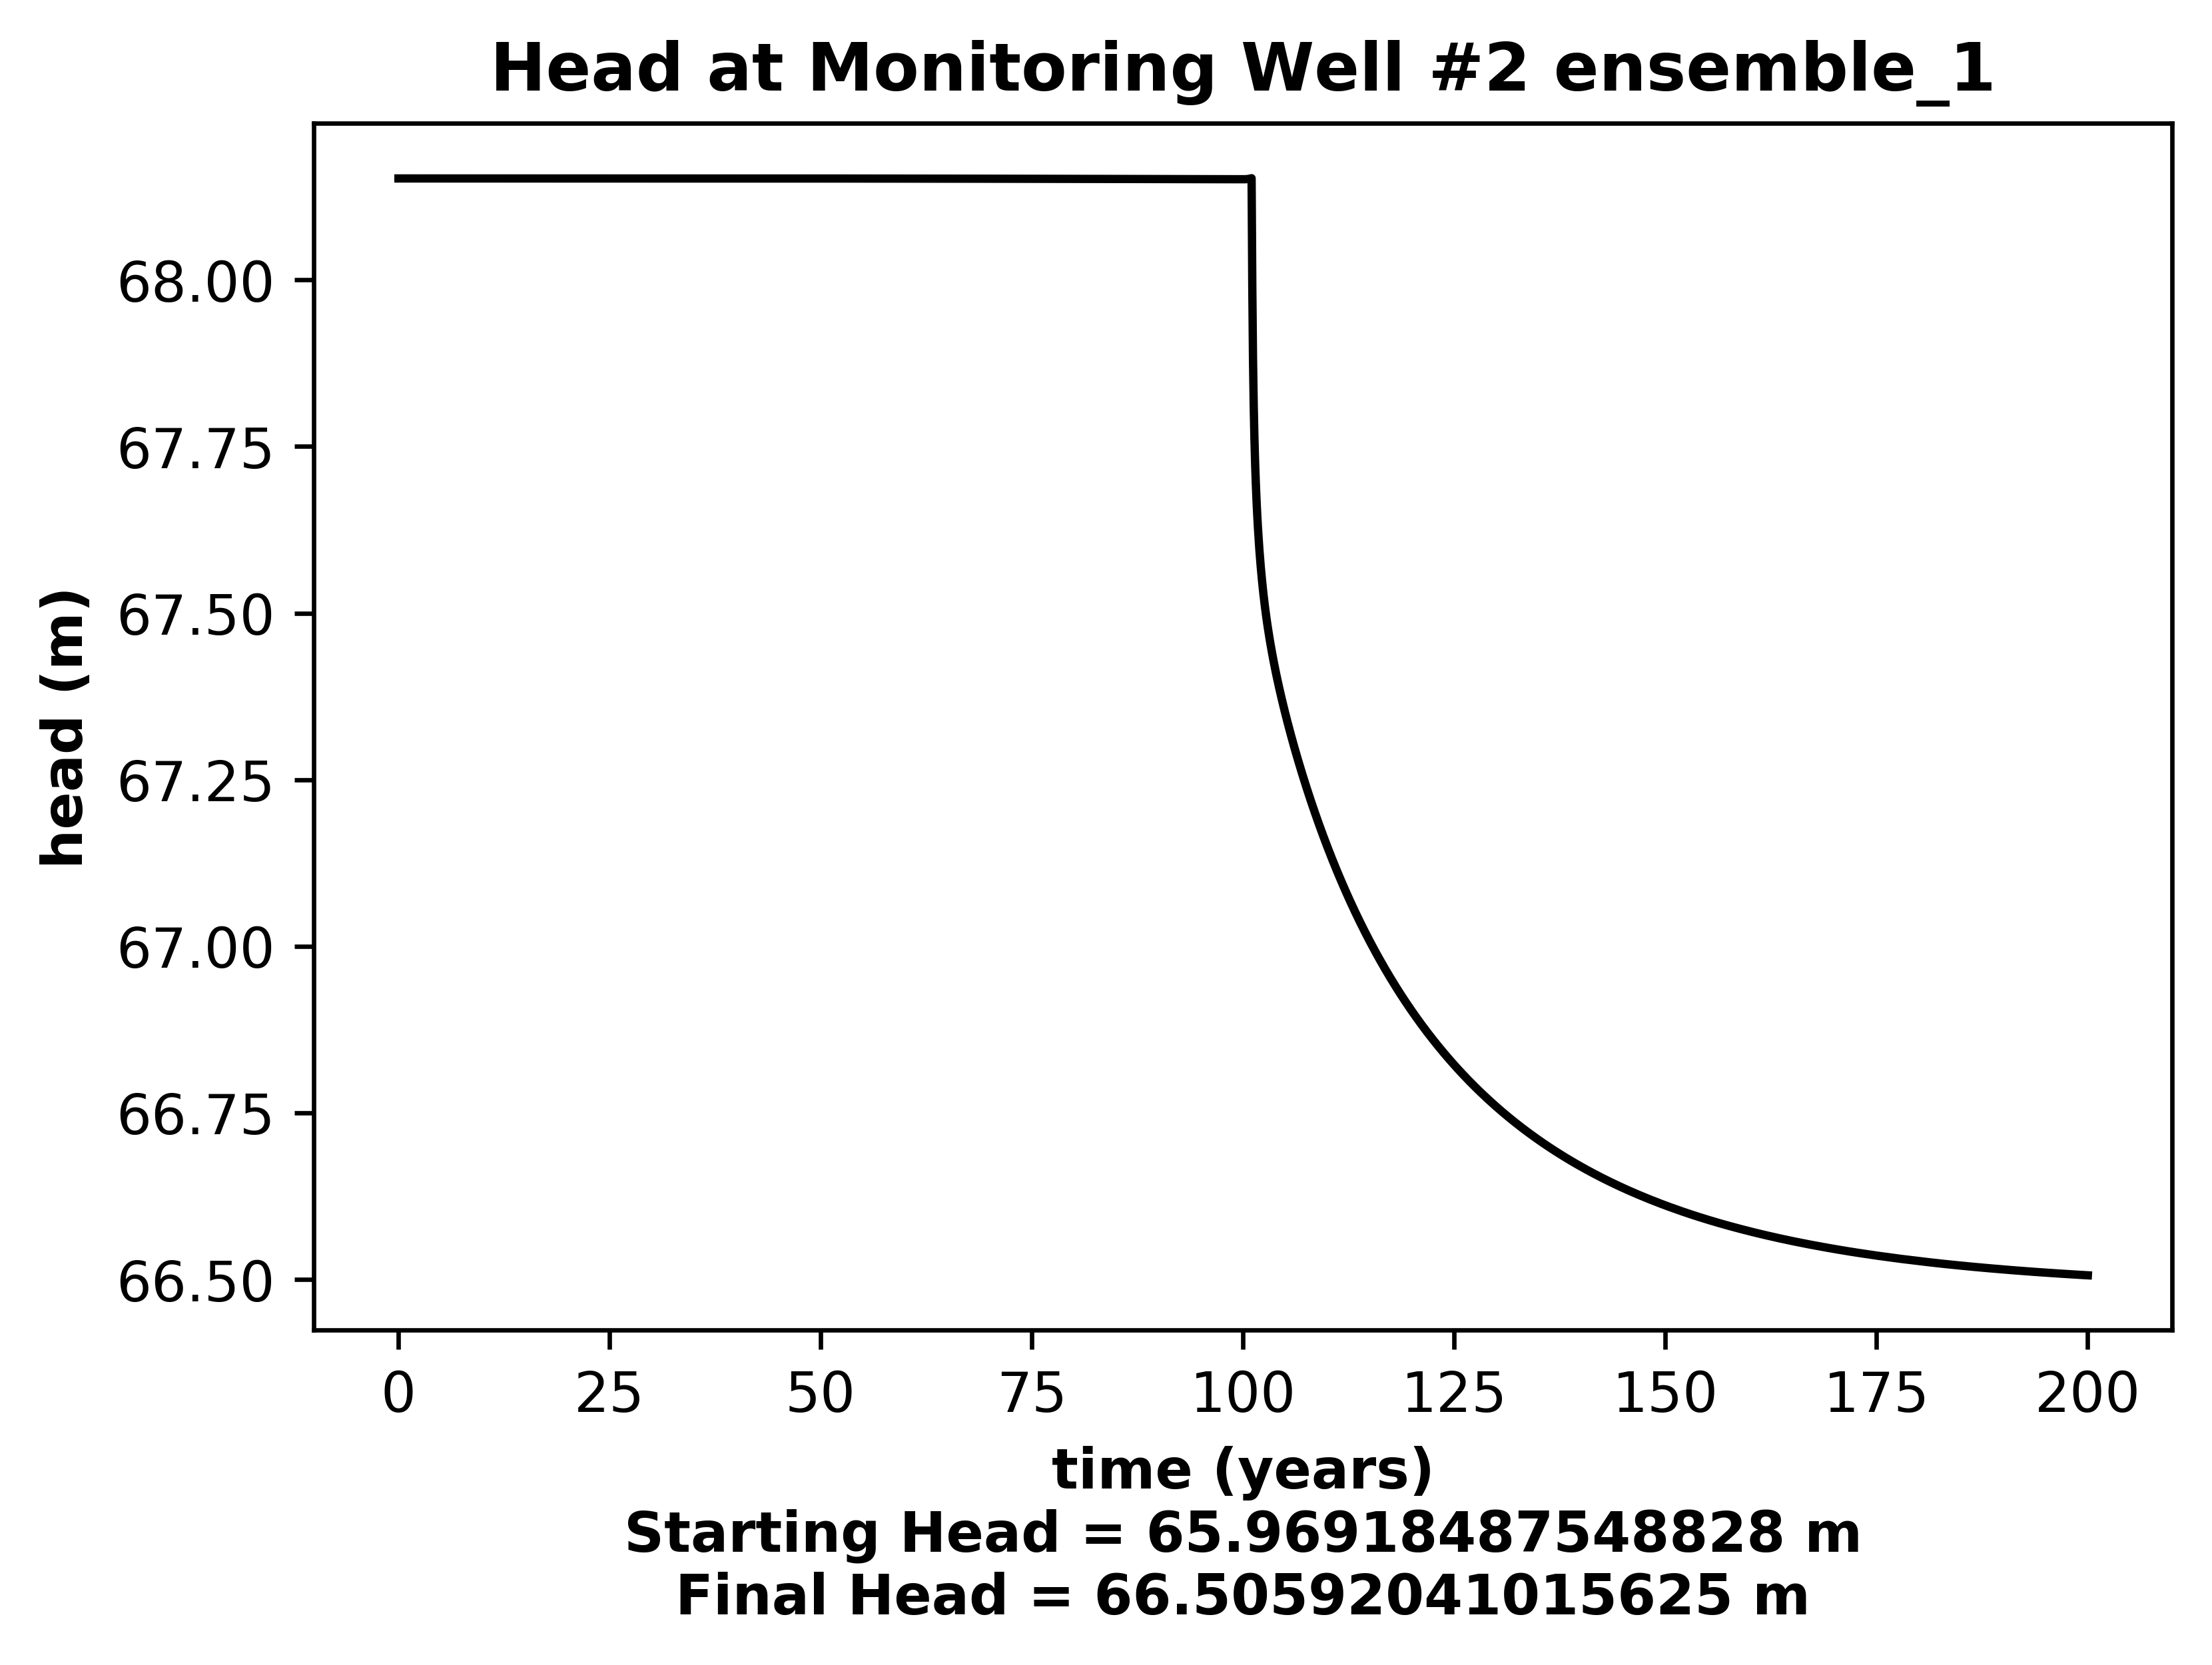 Head at Monitoring Well #2 ensemble_1
68.00
67.75
67.50
67.25
67.00
66.75
66.50
head (m)
0 25 50 75 100 125 150 175 200
time (years)
Starting Head = 65.96918487548828 m
Final Head = 66.50592041015625 m